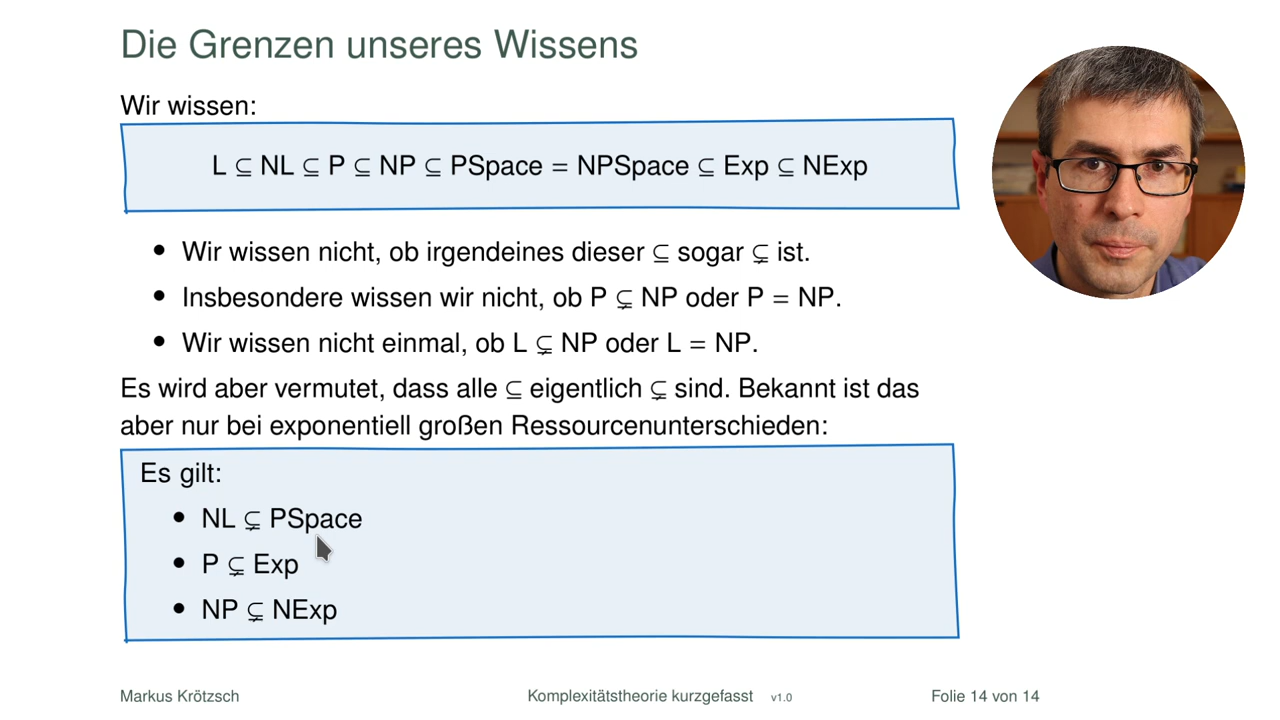 Die Grenzen unseres Wissens
Wir wissen:
L ⊆ NL ⊆ P ⊆ NP ⊆ PSpace = NPSpace ⊆ Exp ⊆ NExp
• Wir wissen nicht, ob irgendeines dieser ⊆ sogar ⊊ ist.
• Insbesondere wissen wir nicht, ob P ⊊ NP oder P = NP.
• Wir wissen nicht einmal, ob L ⊊ NP oder L = NP.
Es wird aber vermutet, dass alle ⊆ eigentlich ⊊ sind. Bekannt ist das
aber nur bei exponentiell großen Ressourcenunterschieden:
Es gilt:
• NL ⊊ PSpace
• P ⊊ Exp
• NP ⊊ NExp
Markus Krötzsch Komplexitätstheorie kurzgefasst v1.0 Folie 14 von 14